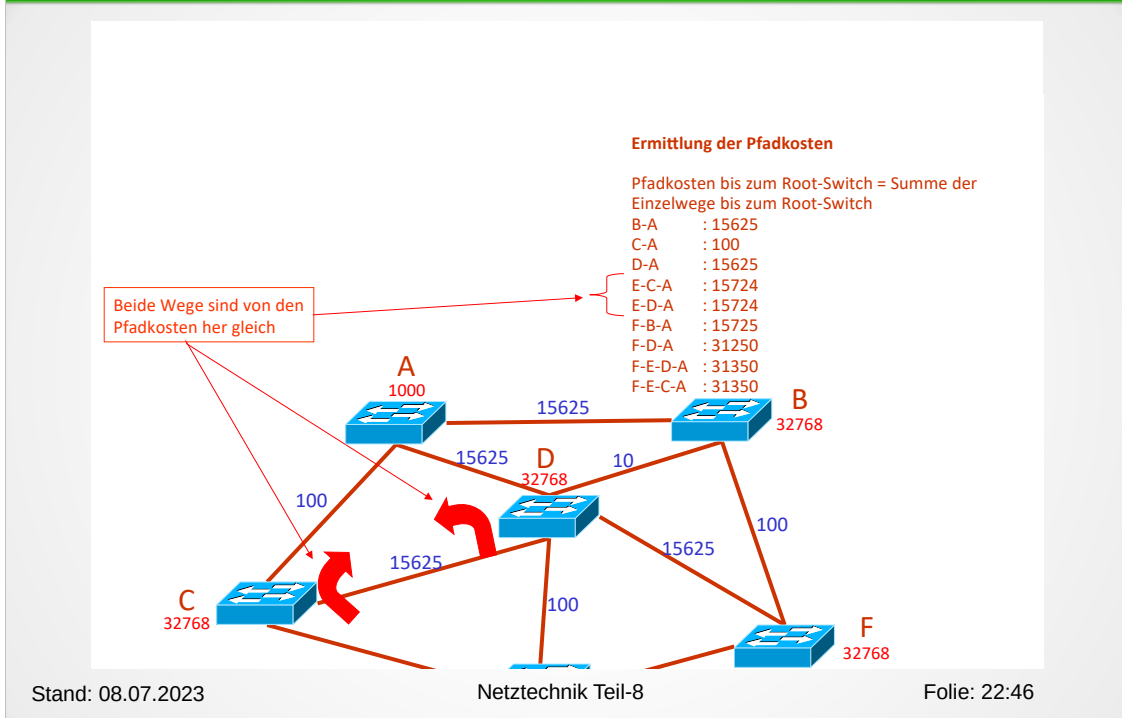 Ermittlung der Pfadkosten
Pfadkosten bis zum Root-Switch = Summe der
Einzelwege bis zum Root-Switch
B-A : 15625
C-A : 100
D-A : 15625
E-C-A : 15724
E-D-A : 15724
F-B-A : 15725
F-D-A : 31250
F-E-D-A : 31350
F-E-C-A : 31350
Beide Wege sind von den
Pfadkosten her gleich
A
1000
B
32768
15625
15625
D
32768
10
100
100
15625
15625
C
32768
100
F
32768
Stand: 08.07.2023 Netztechnik Teil-8 Folie: 22:46